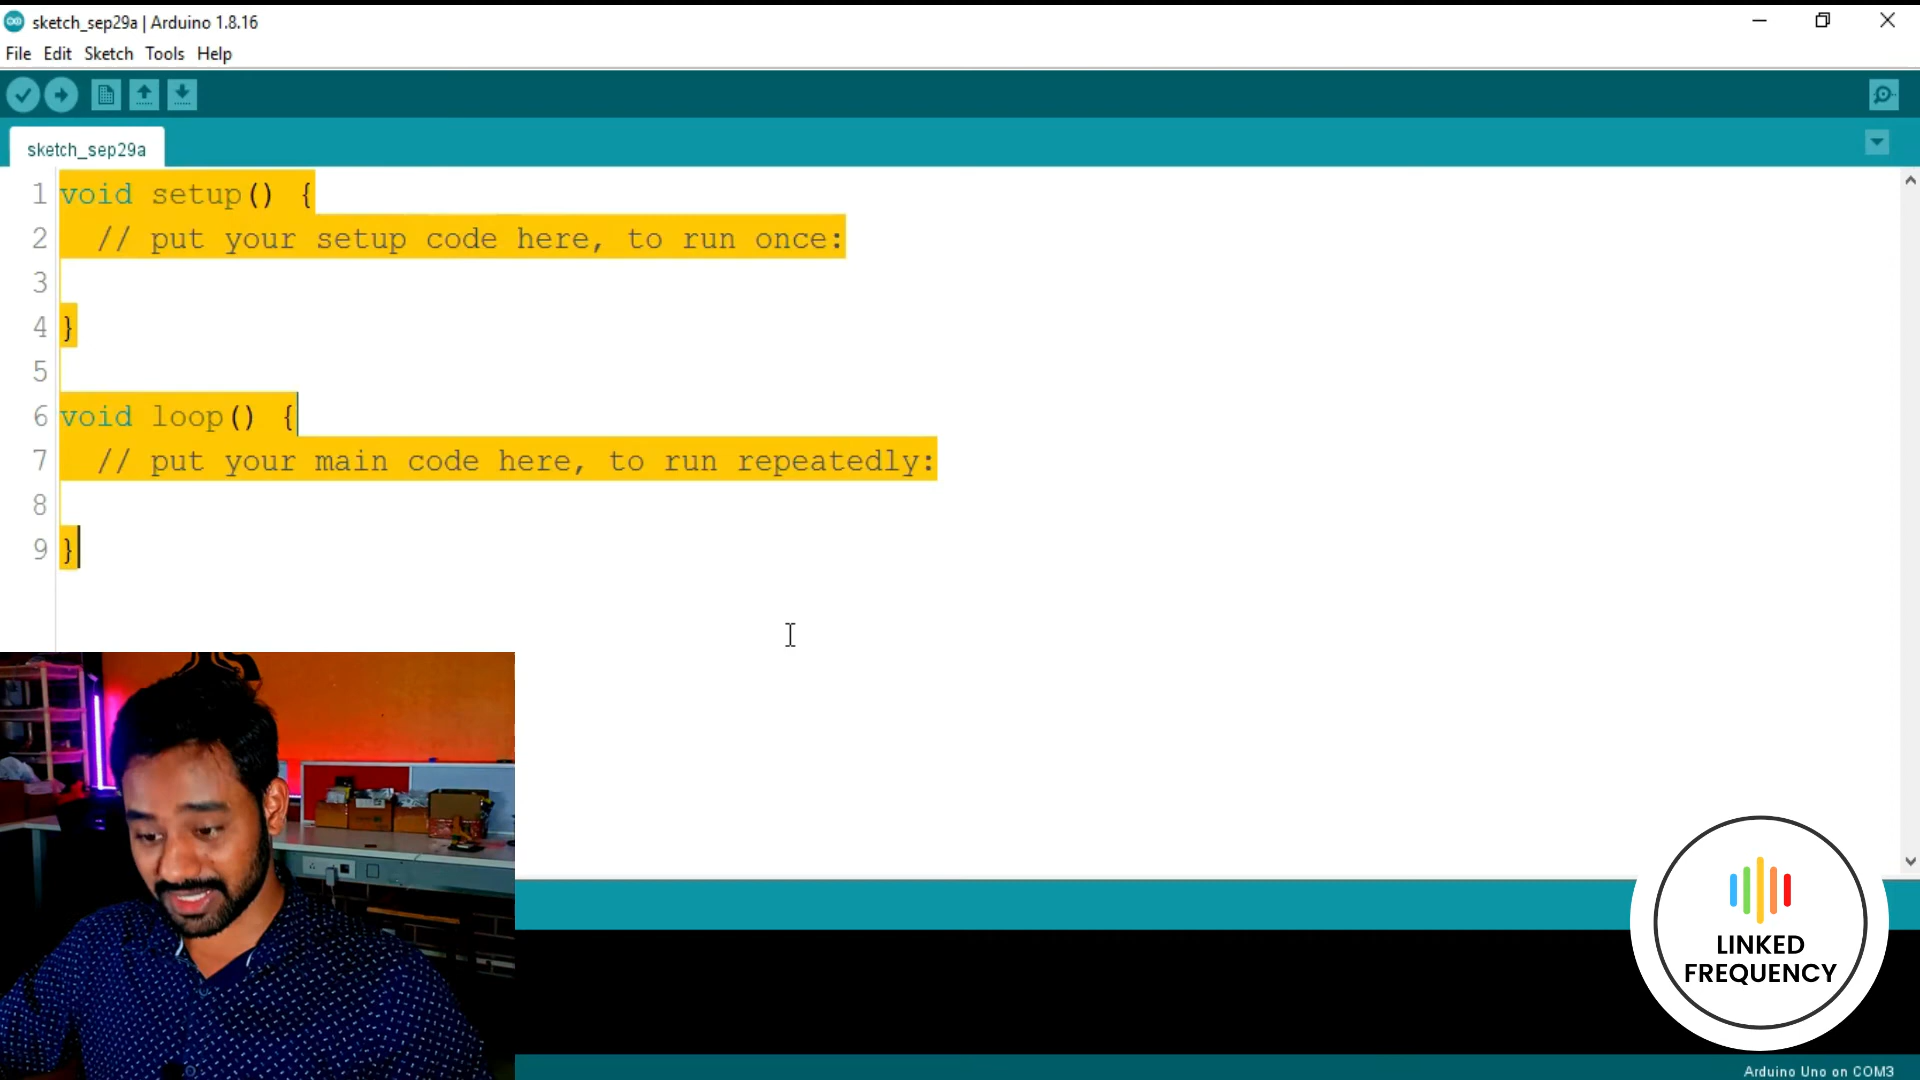 sketch_sep29a | Arduino 1.8.16
File Edit Sketch Tools Help
sketch_sep29a
1 void setup() {
2 // put your setup code here, to run once:
3
4 }
5
6 void loop() {
7 // put your main code here, to run repeatedly:
8
9 }
LINKED
FREQUENCY
Arduino Uno on COM3